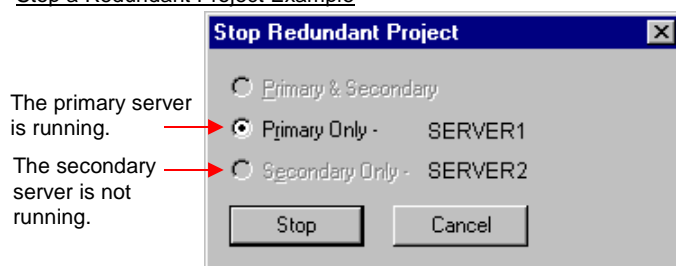 Stop a Redundant Project Example
Stop Redundant Project
Primary & Secondary
The primary server
is running.
Primary Only - SERVER1
The secondary
server is not
running.
Secondary Only - SERVER2
Stop Cancel